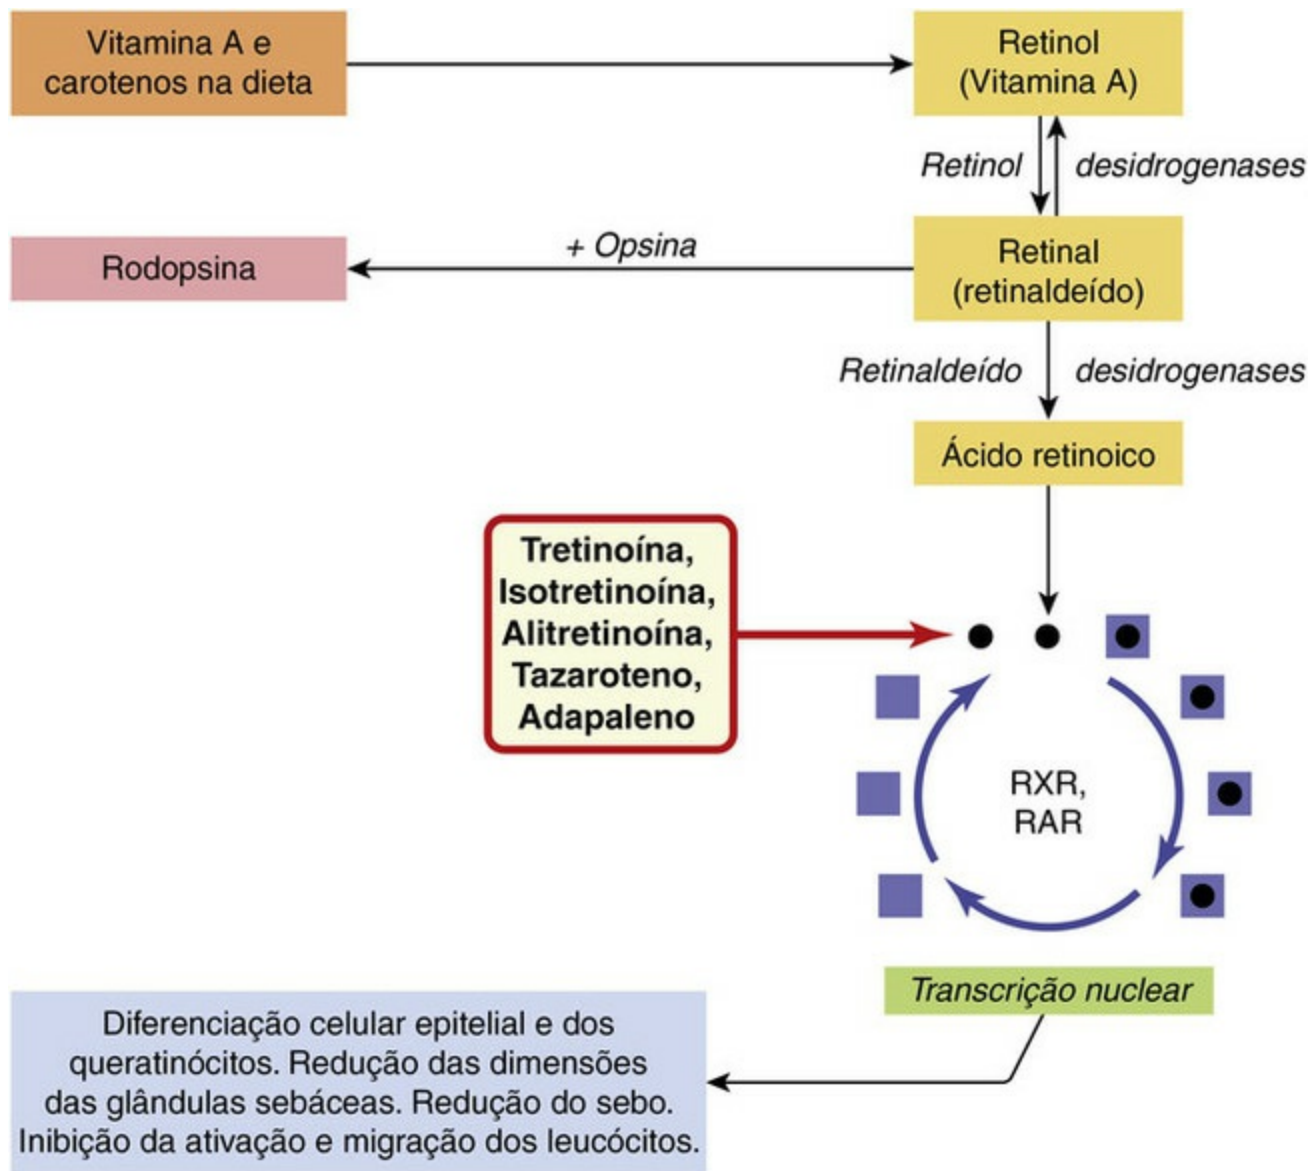 Vitamina A e
carotenos na dieta
Retinol
(Vitamina A)
Retinol desidrogenases
Rodopsina
+ Opsina
Retinal
(retinaldeído)
Retinaldeído desidrogenases
Ácido retinoico
Tretinoína,
Isotretinoína,
Alitretinoína,
Tazaroteno,
Adapaleno
RXR,
RAR
Transcrição nuclear
Diferenciação celular epitelial e dos
queratinócitos. Redução das dimensões
das glândulas sebáceas. Redução do sebo.
Inibição da ativação e migração dos leucócitos.